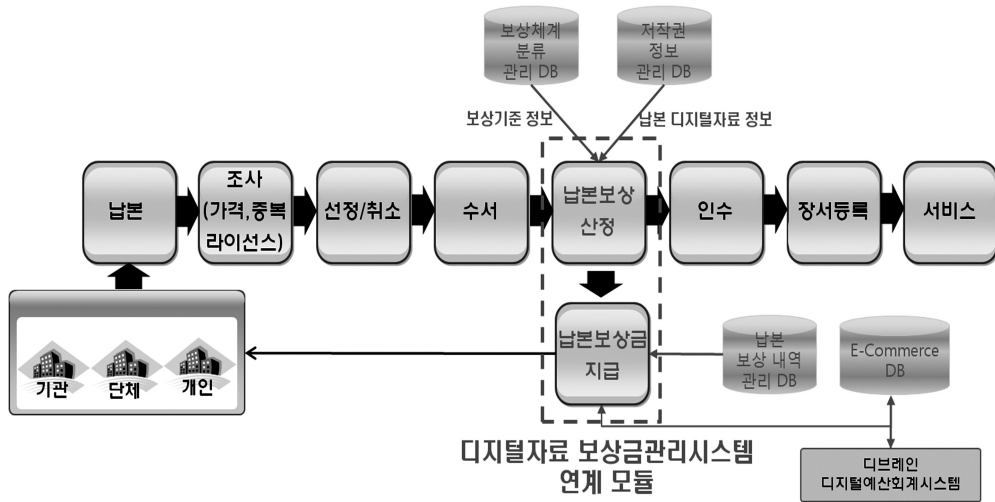 보상체계
분류
관리 DB
저작권
정보
관리 DB
보상기준 정보
납본 디지털자료 정보
납본
조사
(가격,중복
라이선스)
선정/취소
수서
납본보상
산정
인수
장서등록
서비스
납본보상금
지급
납본
보상 내역
관리 DB
E-Commerce
DB
기관
단체
개인
디지털자료 보상금관리시스템
연계 모듈
디브레인
디지털예산회계시스템